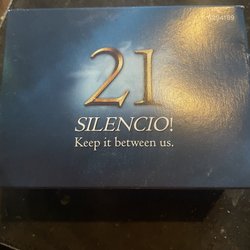 21
SILENCIO!
Keep it between us.